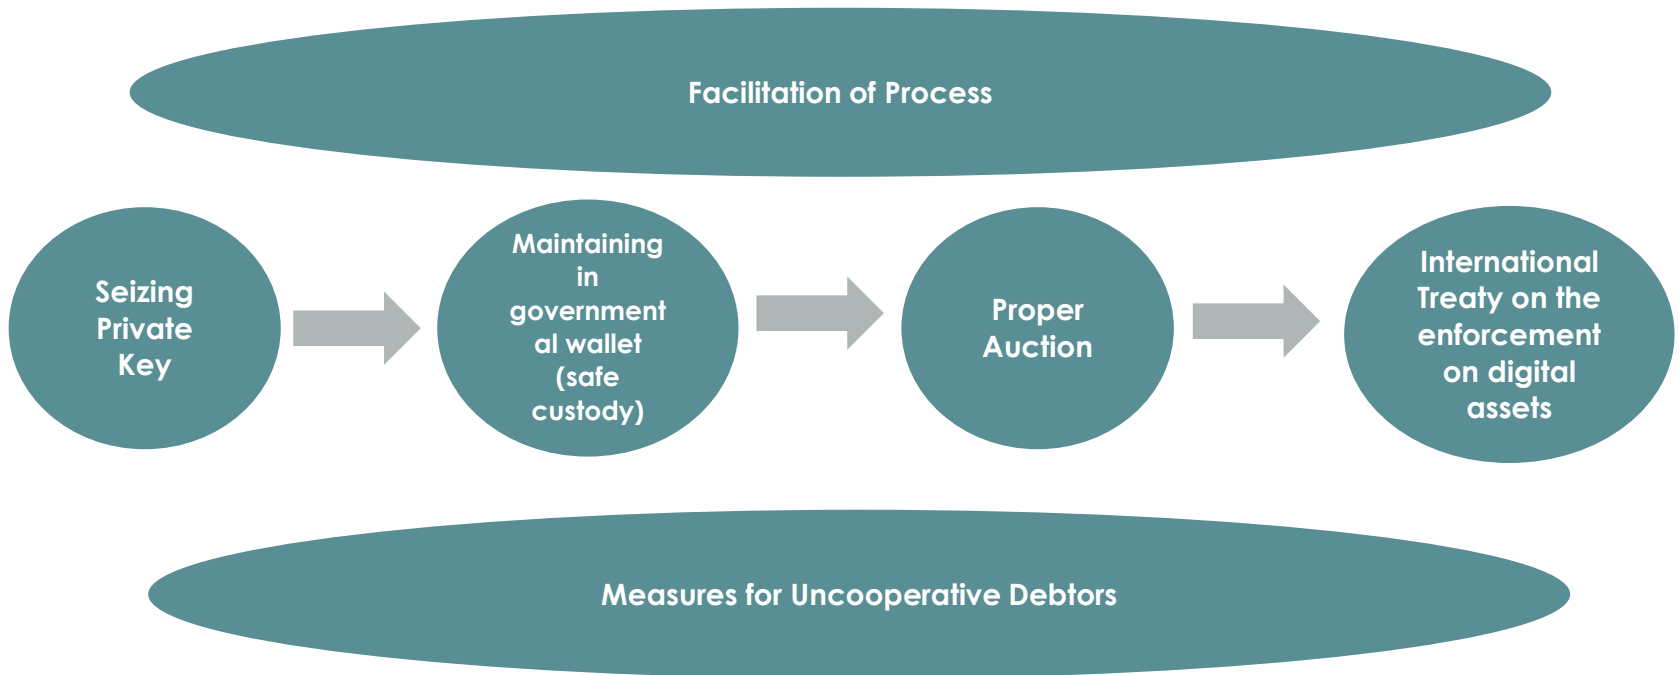 Facilitation of Process
Seizing
Private
Key
Maintaining
in
government
al wallet
(safe
custody)
Proper
Auction
International
Treaty on the
enforcement
on digital
assets
Measures for Uncooperative Debtors